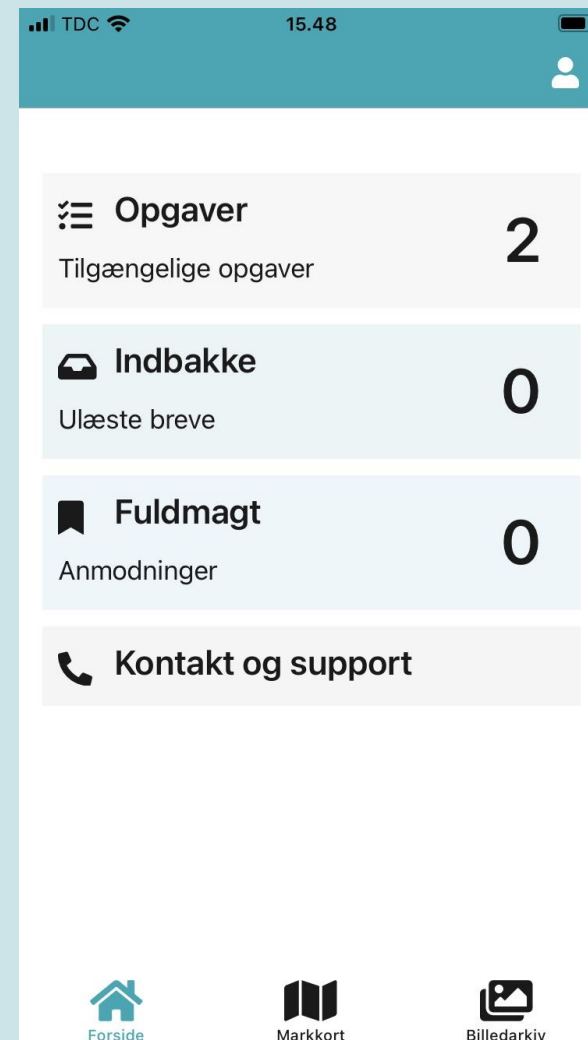 TDC 15.48
Opgaver
2
Tilgængelige opgaver
Indbakke
0
Ulæste breve
Fuldmagt
0
Anmodninger
Kontakt og support
Forside Markkort Billedarkiv